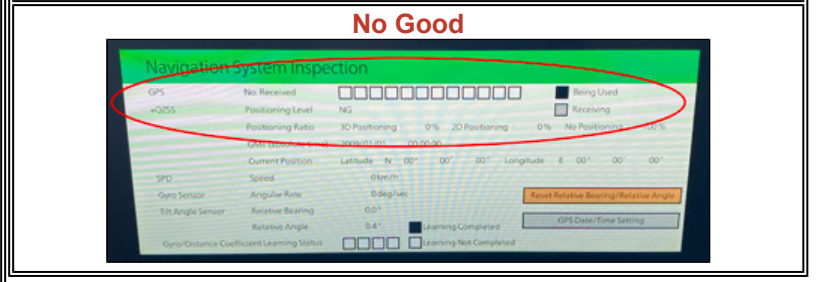 No Good
Navigation System Inspection
GPS No. Received Being Used
+QZSS Positioning Level NG Receiving
Positioning Ratio 3D Positioning 0% 2D Positioning 0% No Positioning 100%
GMT (absolute time) 2009/01/01 00:00:00
Current Position Latitude N 00° 00' 00" Longitude E 00° 00' 00"
SPD Speed 0km/h
Gyro Sensor Angular Rate 0deg/sec Reset Relative Bearing/Relative Angle
Tilt Angle Sensor Relative Bearing 0.0°
Relative Angle 0.4° Learning Completed GPS Date/Time Setting
Gyro/Distance Coefficient Learning Status Learning Not Completed